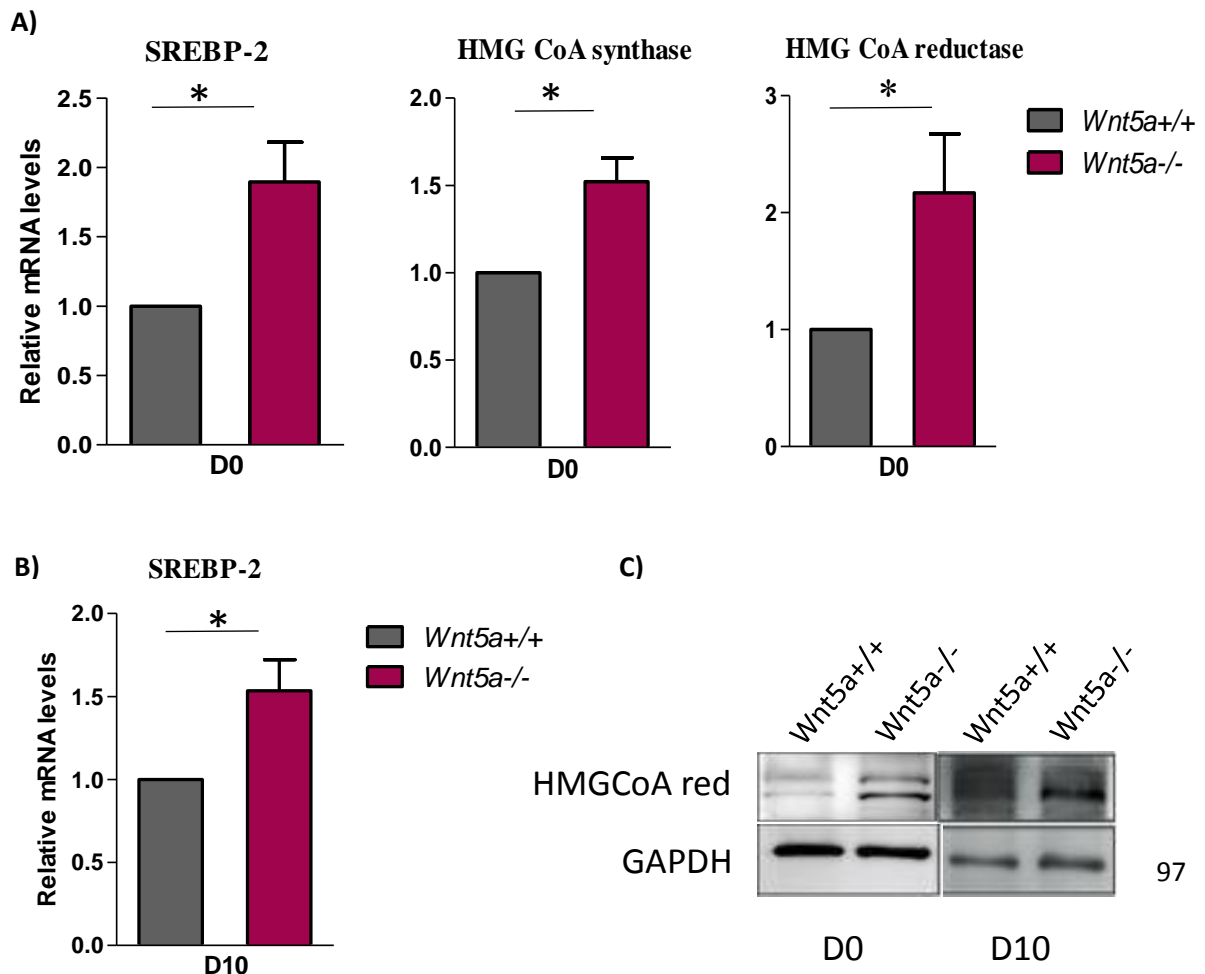 A)
SREBP-2
HMG CoA synthase
HMG CoA reductase
*
*
*
Relative mRNA levels
2.5
2.0
1.5
1.0
0.5
0.0
D0
2.0
1.5
1.0
0.5
0.0
D0
3
2
1
0
D0
Wnt5a+/+
Wnt5a-/-
B)
SREBP-2
*
Relative mRNA levels
2.0
1.5
1.0
0.5
0.0
D10
Wnt5a+/+
Wnt5a-/-
C)
Wnt5a+/+
Wnt5a-/-
Wnt5a+/+
Wnt5a-/-
HMGCoA red
GAPDH
D0
D10
97